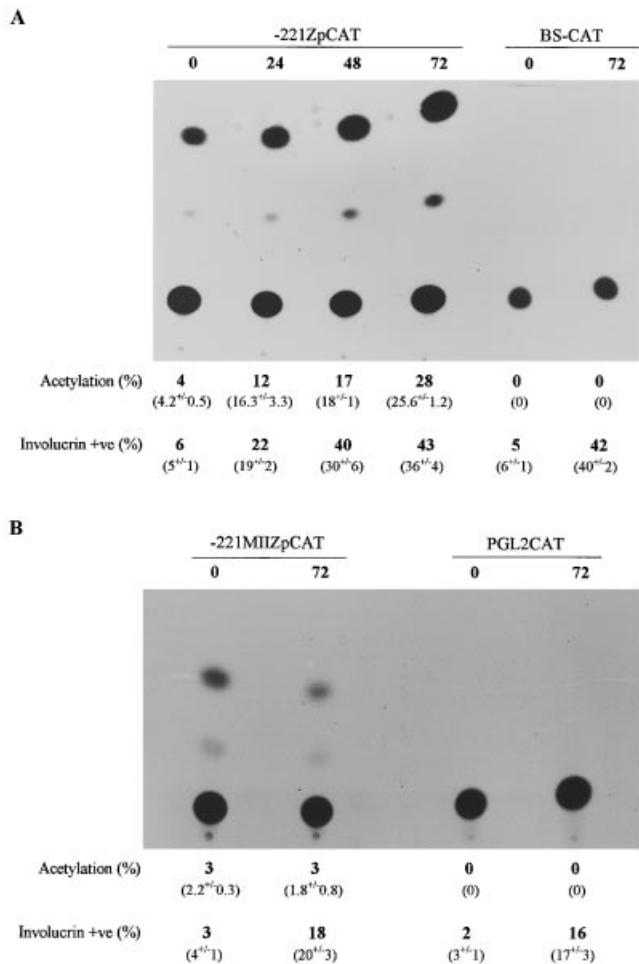 A
-221ZpCAT BS-CAT
0 24 48 72 0 72
Acetylation (%) 4 12 17 28 0 0
(4.2+/-0.5) (16.3+/-3.3) (18+/-1) (25.6+/-1.2) (0) (0)
Involucrin +ve (%) 6 22 40 43 5 42
(5+/-1) (19+/-2) (30+/-6) (36+/-4) (6+/-1) (40+/-2)
B
-221MIIZpCAT PGL2CAT
0 72 0 72
Acetylation (%) 3 3 0 0
(2.2+/-0.3) (1.8+/-0.8) (0) (0)
Involucrin +ve (%) 3 18 2 16
(4+/-1) (20+/-3) (3+/-1) (17+/-3)